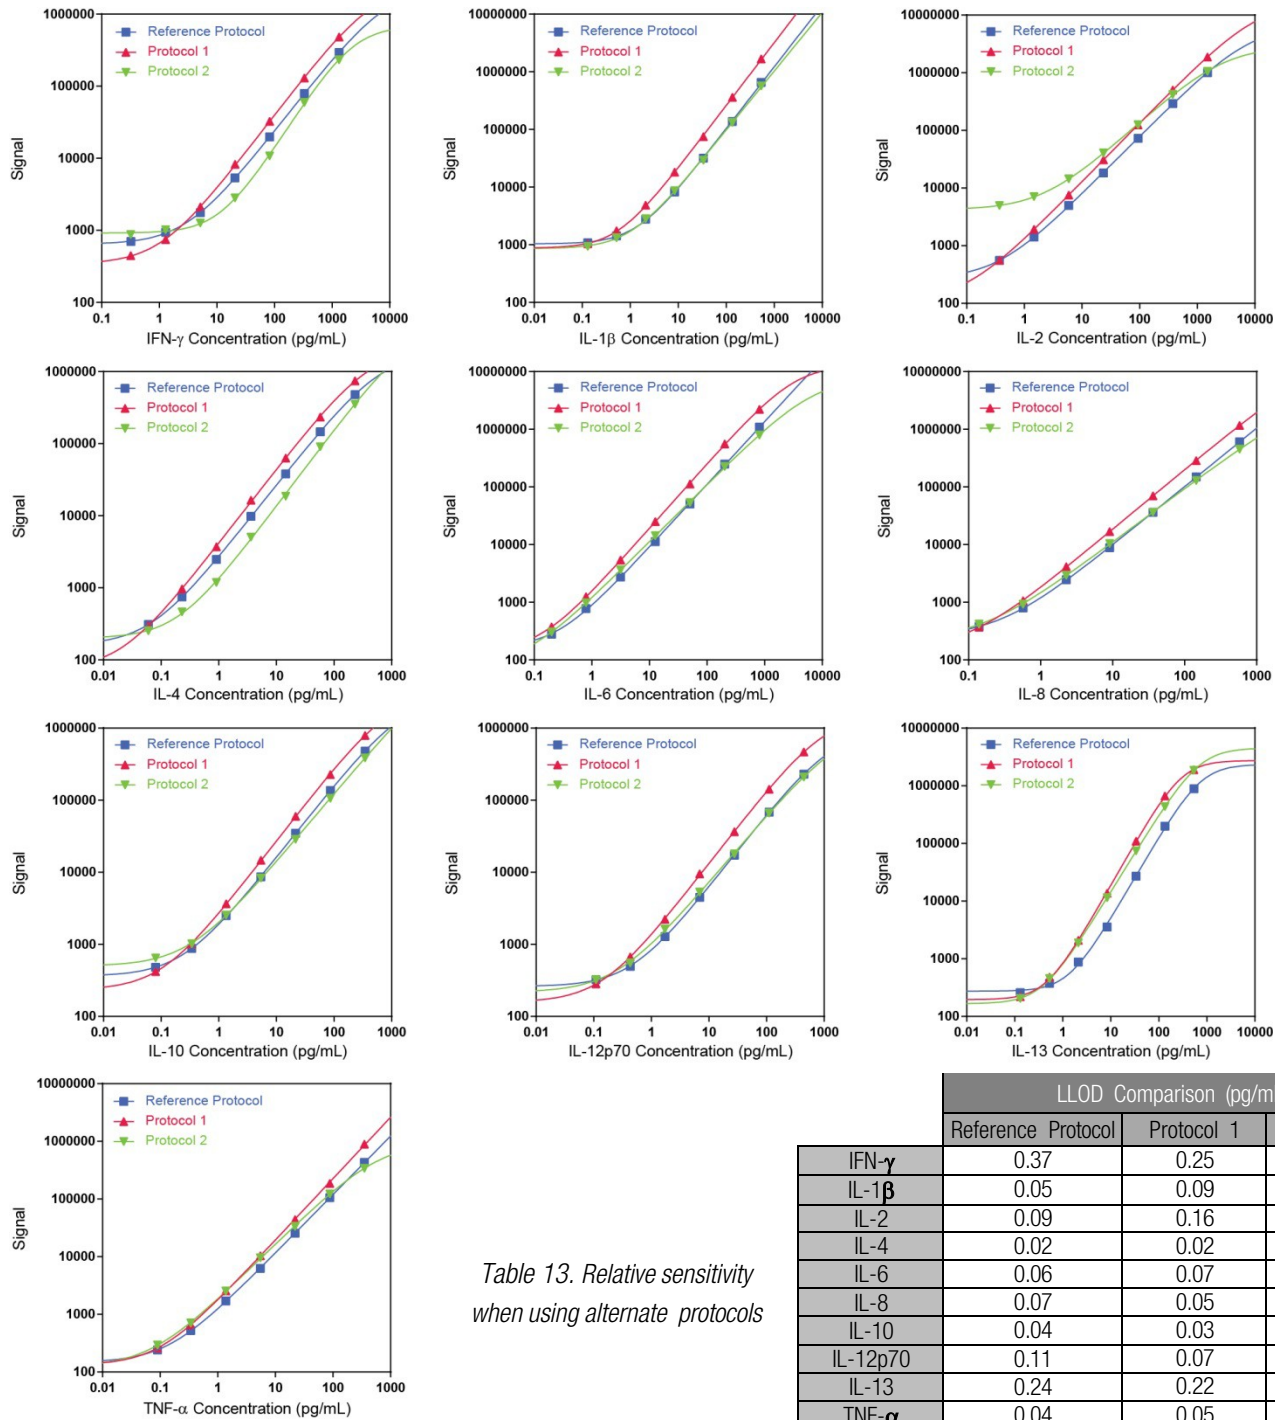 1000000
100000
10000
1000
100
Signal
Reference Protocol
Protocol 1
Protocol 2
0.1 1 10 100 1000 10000
IFN-γ Concentration (pg/mL)
10000000
1000000
100000
10000
1000
100
Signal
Reference Protocol
Protocol 1
Protocol 2
0.01 0.1 1 10 100 1000 10000
IL-1β Concentration (pg/mL)
10000000
1000000
100000
10000
1000
100
Signal
Reference Protocol
Protocol 1
Protocol 2
0.1 1 10 100 1000 10000
IL-2 Concentration (pg/mL)
1000000
100000
10000
1000
100
Signal
Reference Protocol
Protocol 1
Protocol 2
0.01 0.1 1 10 100 1000
IL-4 Concentration (pg/mL)
10000000
1000000
100000
10000
1000
100
Signal
Reference Protocol
Protocol 1
Protocol 2
0.1 1 10 100 1000 10000
IL-6 Concentration (pg/mL)
10000000
1000000
100000
10000
1000
100
Signal
Reference Protocol
Protocol 1
Protocol 2
0.1 1 10 100 1000
IL-8 Concentration (pg/mL)
1000000
100000
10000
1000
100
Signal
Reference Protocol
Protocol 1
Protocol 2
0.01 0.1 1 10 100 1000
IL-10 Concentration (pg/mL)
1000000
100000
10000
1000
100
Signal
Reference Protocol
Protocol 1
Protocol 2
0.01 0.1 1 10 100 1000
IL-12p70 Concentration (pg/mL)
10000000
1000000
100000
10000
1000
100
Signal
Reference Protocol
Protocol 1
Protocol 2
0.01 0.1 1 10 100 1000 10000
IL-13 Concentration (pg/mL)
10000000
1000000
100000
10000
1000
100
Signal
Reference Protocol
Protocol 1
Protocol 2
0.01 0.1 1 10 100 1000
TNF-α Concentration (pg/mL)
Table 13. Relative sensitivity
when using alternate protocols
LLOD Comparison (pg/m
Reference Protocol Protocol 1
IFN-γ 0.37 0.25
IL-1β 0.05 0.09
IL-2 0.09 0.16
IL-4 0.02 0.02
IL-6 0.06 0.07
IL-8 0.07 0.05
IL-10 0.04 0.03
IL-12p70 0.11 0.07
IL-13 0.24 0.22
TNF-α 0.04 0.05